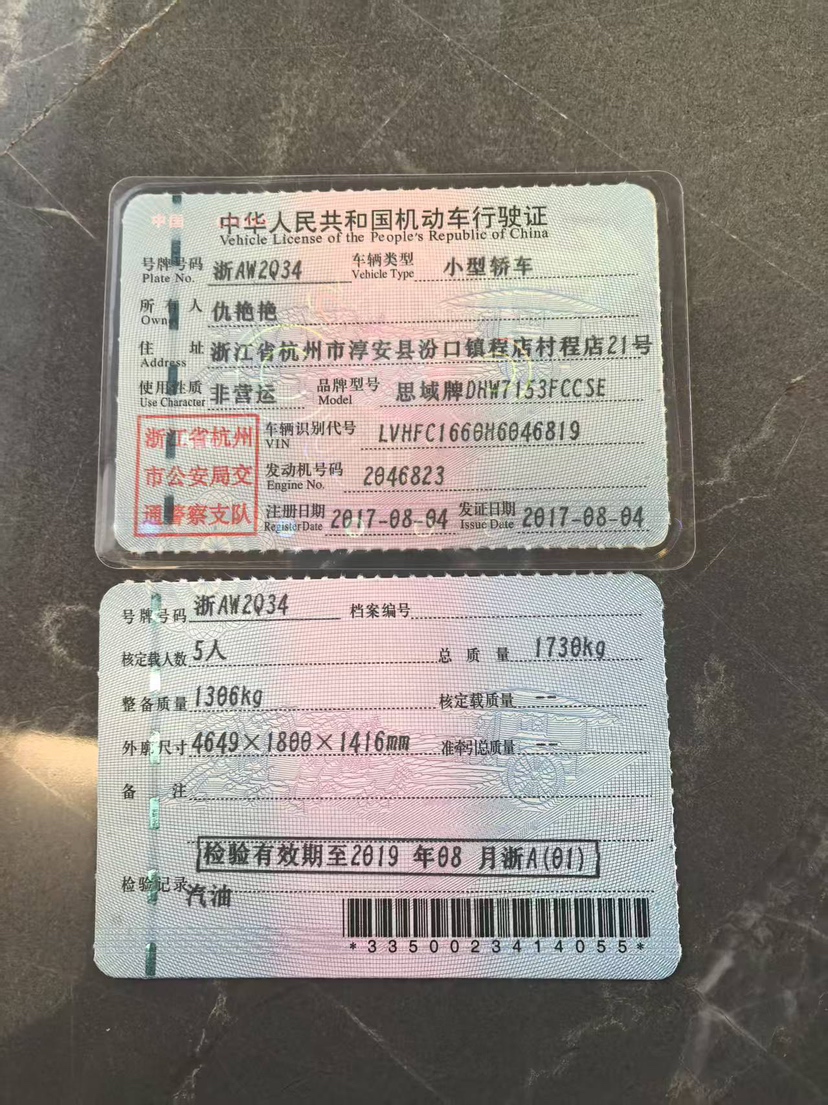 中国
中华人民共和国机动车行驶证
Vehicle License of the People's Republic of China
号牌号码 浙AW2Q34 车辆类型 小型轿车
Plate No. Vehicle Type
所有人 仇艳艳
Owner
住址 浙江省杭州市淳安县汾口镇程店村程店21号
Address
使用性质 非营运 品牌型号 思域牌DHW7153FCCSE
Use Character Model
浙江省杭州
市公安局交
通警察支队
车辆识别代号 LVHFC1660H6046819
VIN
发动机号码 2046823
Engine No.
注册日期 2017-08-04 发证日期 2017-08-04
Register Date Issue Date
号牌号码 浙AW2Q34 档案编号
核定载人数 5人 总质量 1730kg
整备质量 1306kg 核定载质量 --
外廓尺寸 4649×1800×1416mm 准牵引总质量 --
备注
检验有效期至2019 年08 月浙A(01)
检验记录 汽油
*3350023414055*